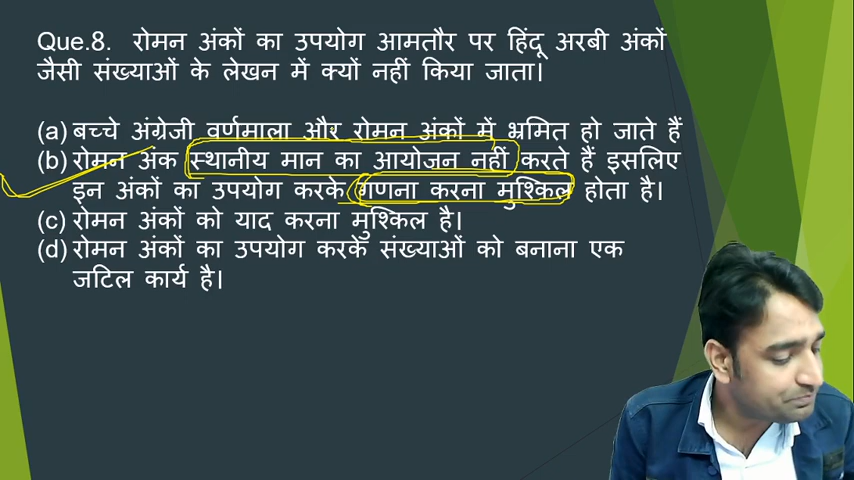 Que.8. रोमन अंकों का उपयोग आमतौर पर हिंदू अरबी अंकों
जैसी संख्याओं के लेखन में क्यों नहीं किया जाता।
(a) बच्चे अंग्रेजी वर्णमाला और रोमन अंकों में भ्रमित हो जाते हैं
(b) रोमन अंक स्थानीय मान का आयोजन नहीं करते हैं इसलिए
इन अंकों का उपयोग करके गणना करना मुश्किल होता है।
(c) रोमन अंकों को याद करना मुश्किल है।
(d) रोमन अंकों का उपयोग करके संख्याओं को बनाना एक
जटिल कार्य है।